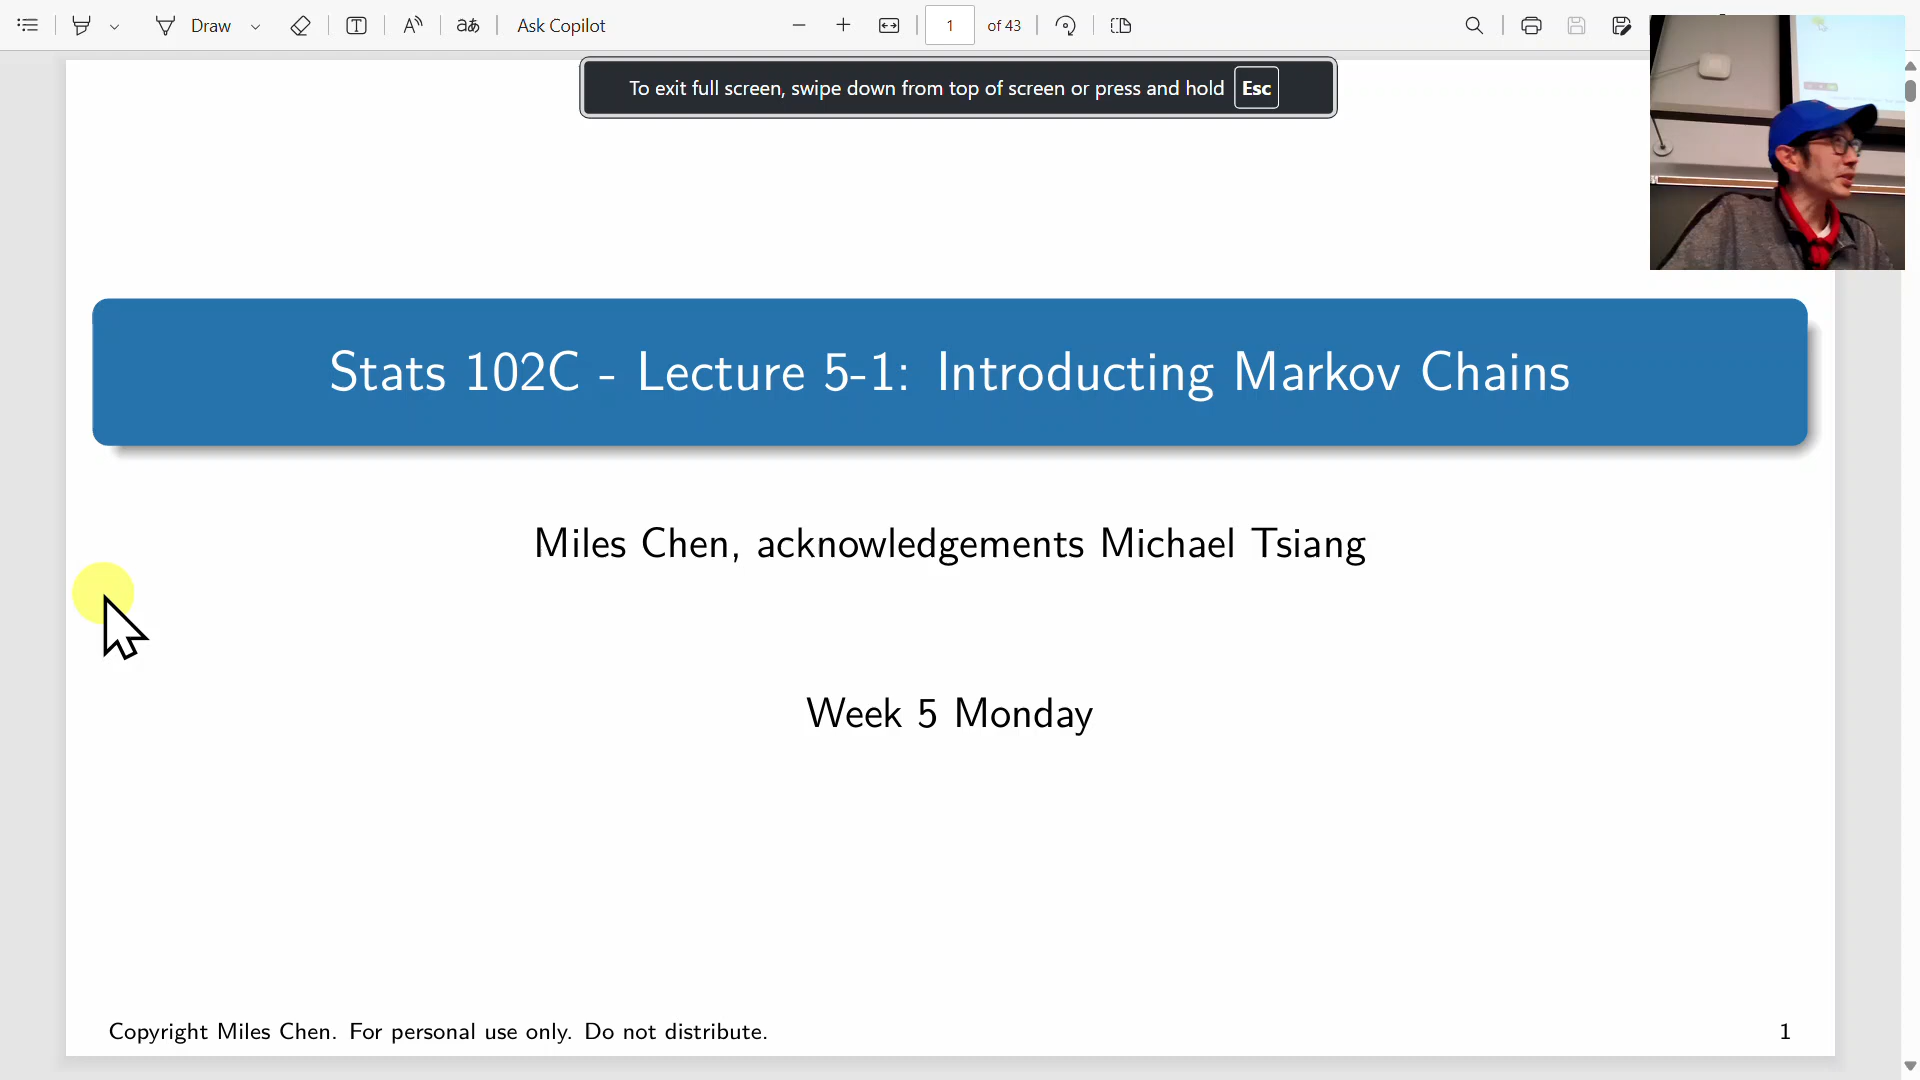 Draw
Ask Copilot
1
of 43
To exit full screen, swipe down from top of screen or press and hold Esc
Stats 102C - Lecture 5-1: Introducting Markov Chains
Miles Chen, acknowledgements Michael Tsiang
Week 5 Monday
Copyright Miles Chen. For personal use only. Do not distribute.
1